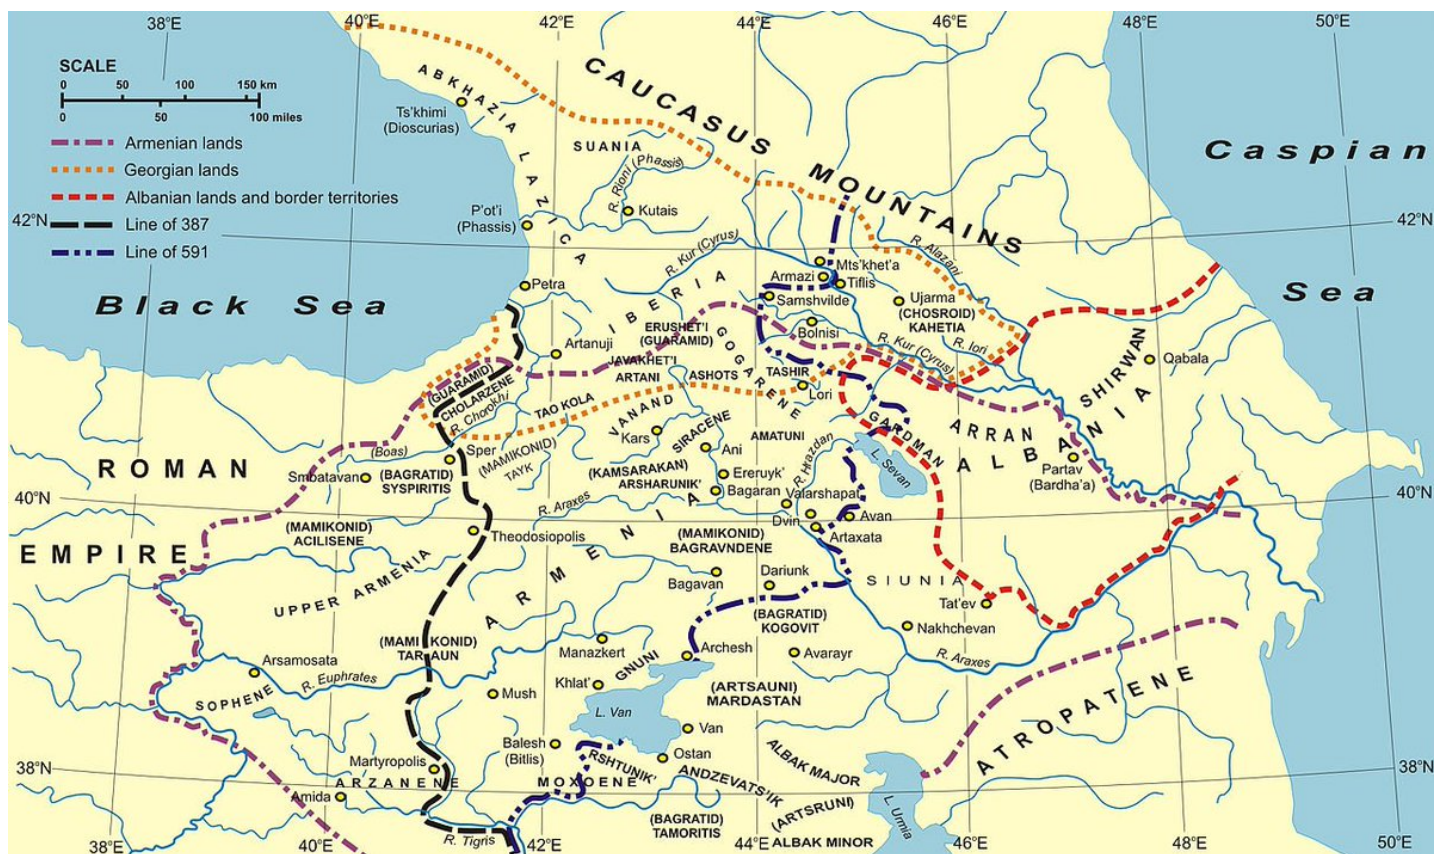 38°E
40°E
42°E
44°E
46°E
48°E
50°E
SCALE
0 50 100 150 km
0 50 100 miles
Armenian lands
Georgian lands
Albanian lands and border territories
Line of 387
Line of 591
ABKHAZIA
Ts'khimi
(Dioscurias)
CAUCASUS MOUNTAINS
Caspian
Sea
SUANIA
LAZICA
R. Rioni (Phassis)
Kutais
42°N
P'ot'i
(Phassis)
42°N
R. Kur (Cyrus)
R. Alazani
Mts'khet'a
Armazi
Tiflis
Black Sea
Petra
IBERIA
Samshvilde
Ujarma
(CHOSROID)
KAHETIA
Bolnisi
ERUSHET'I
(GUARAMID)
GOGARENE
R. Kur (Cyrus)
R. Iori
Artanuji
JAVAKHET'I
ARTANI
ASHOTS
TASHIR
Lori
SHIRWAN
Qabala
(GUARAMID)
CHOLARZENE
R. Chorokhi
TAO KOLA
VANAND
Kars
SIRACENE
Ani
AMATUNI
GARDMAN
ARRAN
ALBANIA
(Boas)
Sper
(MAMIKONID)
TAYK
R. Hrazdan
L. Sevan
Partav
(Bardha'a)
ROMAN
EMPIRE
Smbatavan
(BAGRATID)
SYSPIRITIS
(KAMSARAKAN)
ARSHARUNIK'
Ereruyk'
Bagaran
Valarshapat
40°N
40°N
R. Araxes
Dvin
Avan
Artaxata
(MAMIKONID)
ACILISENE
Theodosiopolis
ARMENIA
(MAMIKONID)
BAGRAVNDENE
UPPER ARMENIA
Bagavan
Dariunk
SIUNIA
Tat'ev
(BAGRATID)
KOGOVIT
Nakhchevan
(MAMIKONID)
TARAUN
Manazkert
GNUNI
Archesh
Avarayr
R. Araxes
Arsamosata
R. Euphrates
SOPHENE
Mush
Khlat'
(ARTSAUNI)
MARDASTAN
ATROPATENE
L. Van
Van
Balesh
(Bitlis)
Ostan
RSHTUNIK'
ALBAK MAJOR
38°N
38°N
Martyropolis
ARZANENE
MOXOENE
ANDZEVATS'IK
Amida
(BAGRATID)
TAMORITIS
(ARTSRUNI)
ALBAK MINOR
L. Urmia
R. Tigris
38°E
40°E
42°E
44°E
46°E
48°E
50°E